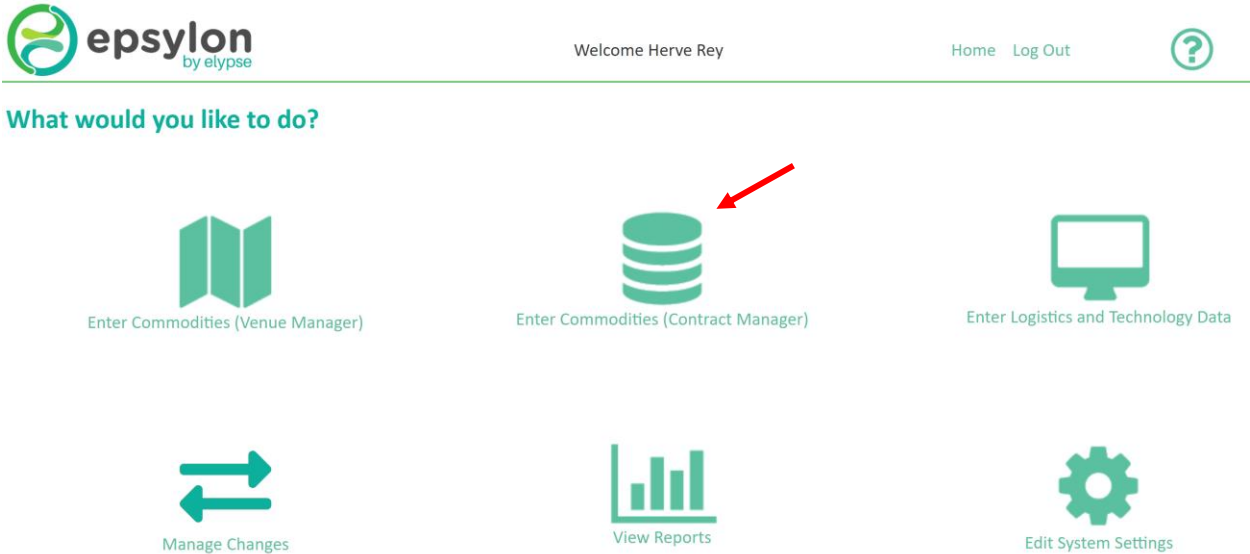 epsylon
by elypse
Welcome Herve Rey
Home Log Out
?
What would you like to do?
Enter Commodities (Venue Manager)
Enter Commodities (Contract Manager)
Enter Logistics and Technology Data
Manage Changes
View Reports
Edit System Settings